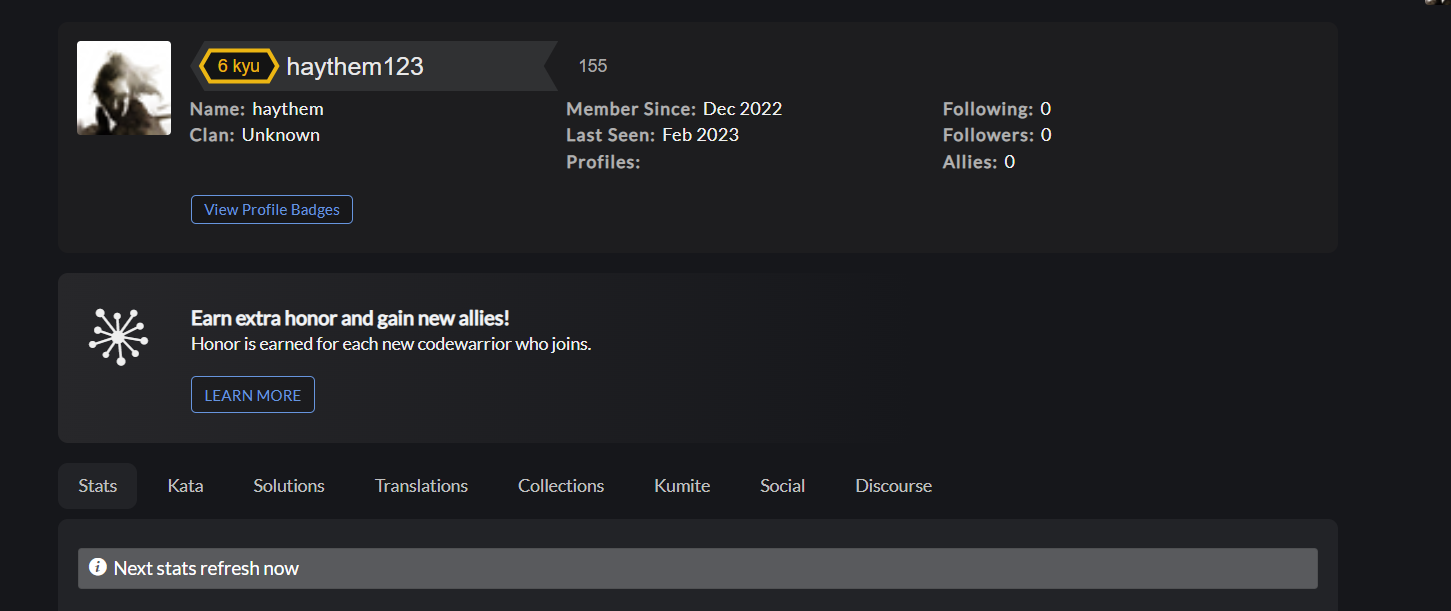 6 kyu haythem123 155
Name: haythem
Clan: Unknown
Member Since: Dec 2022
Last Seen: Feb 2023
Profiles:
Following: 0
Followers: 0
Allies: 0
View Profile Badges
Earn extra honor and gain new allies!
Honor is earned for each new codewarrior who joins.
LEARN MORE
Stats Kata Solutions Translations Collections Kumite Social Discourse
Next stats refresh now